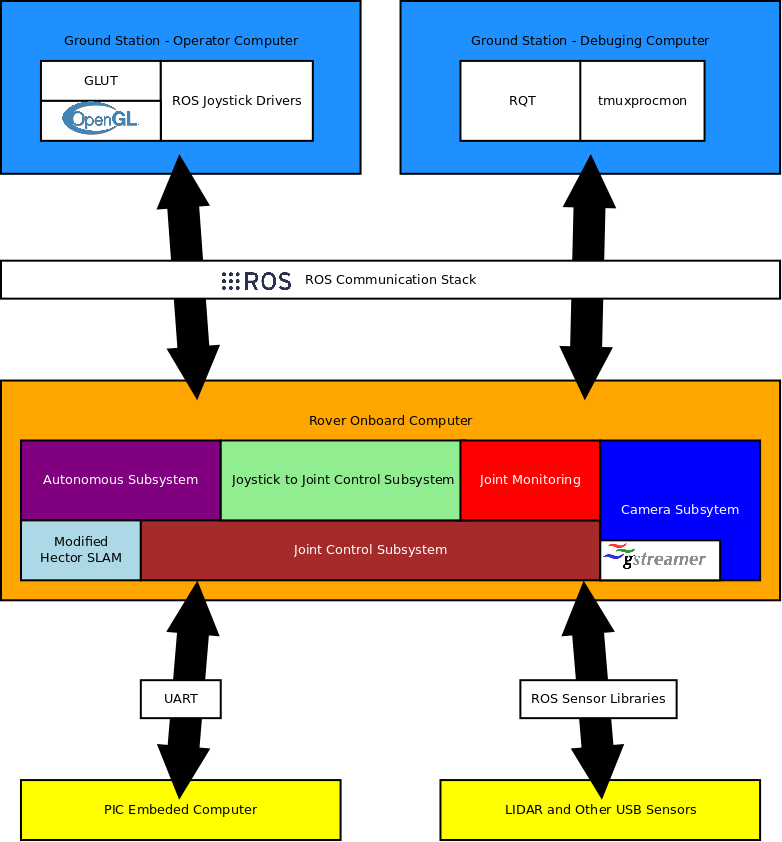 Ground Station - Operator Computer
Ground Station - Debuging Computer
GLUT
OpenGL
ROS Joystick Drivers
RQT
tmuxprocmon
ROS
ROS Communication Stack
Rover Onboard Computer
Autonomous Subsystem
Joystick to Joint Control Subsystem
Joint Monitoring
Camera Subsytem
Modified
Hector SLAM
Joint Control Subsystem
gstreamer
UART
ROS Sensor Libraries
PIC Embeded Computer
LIDAR and Other USB Sensors